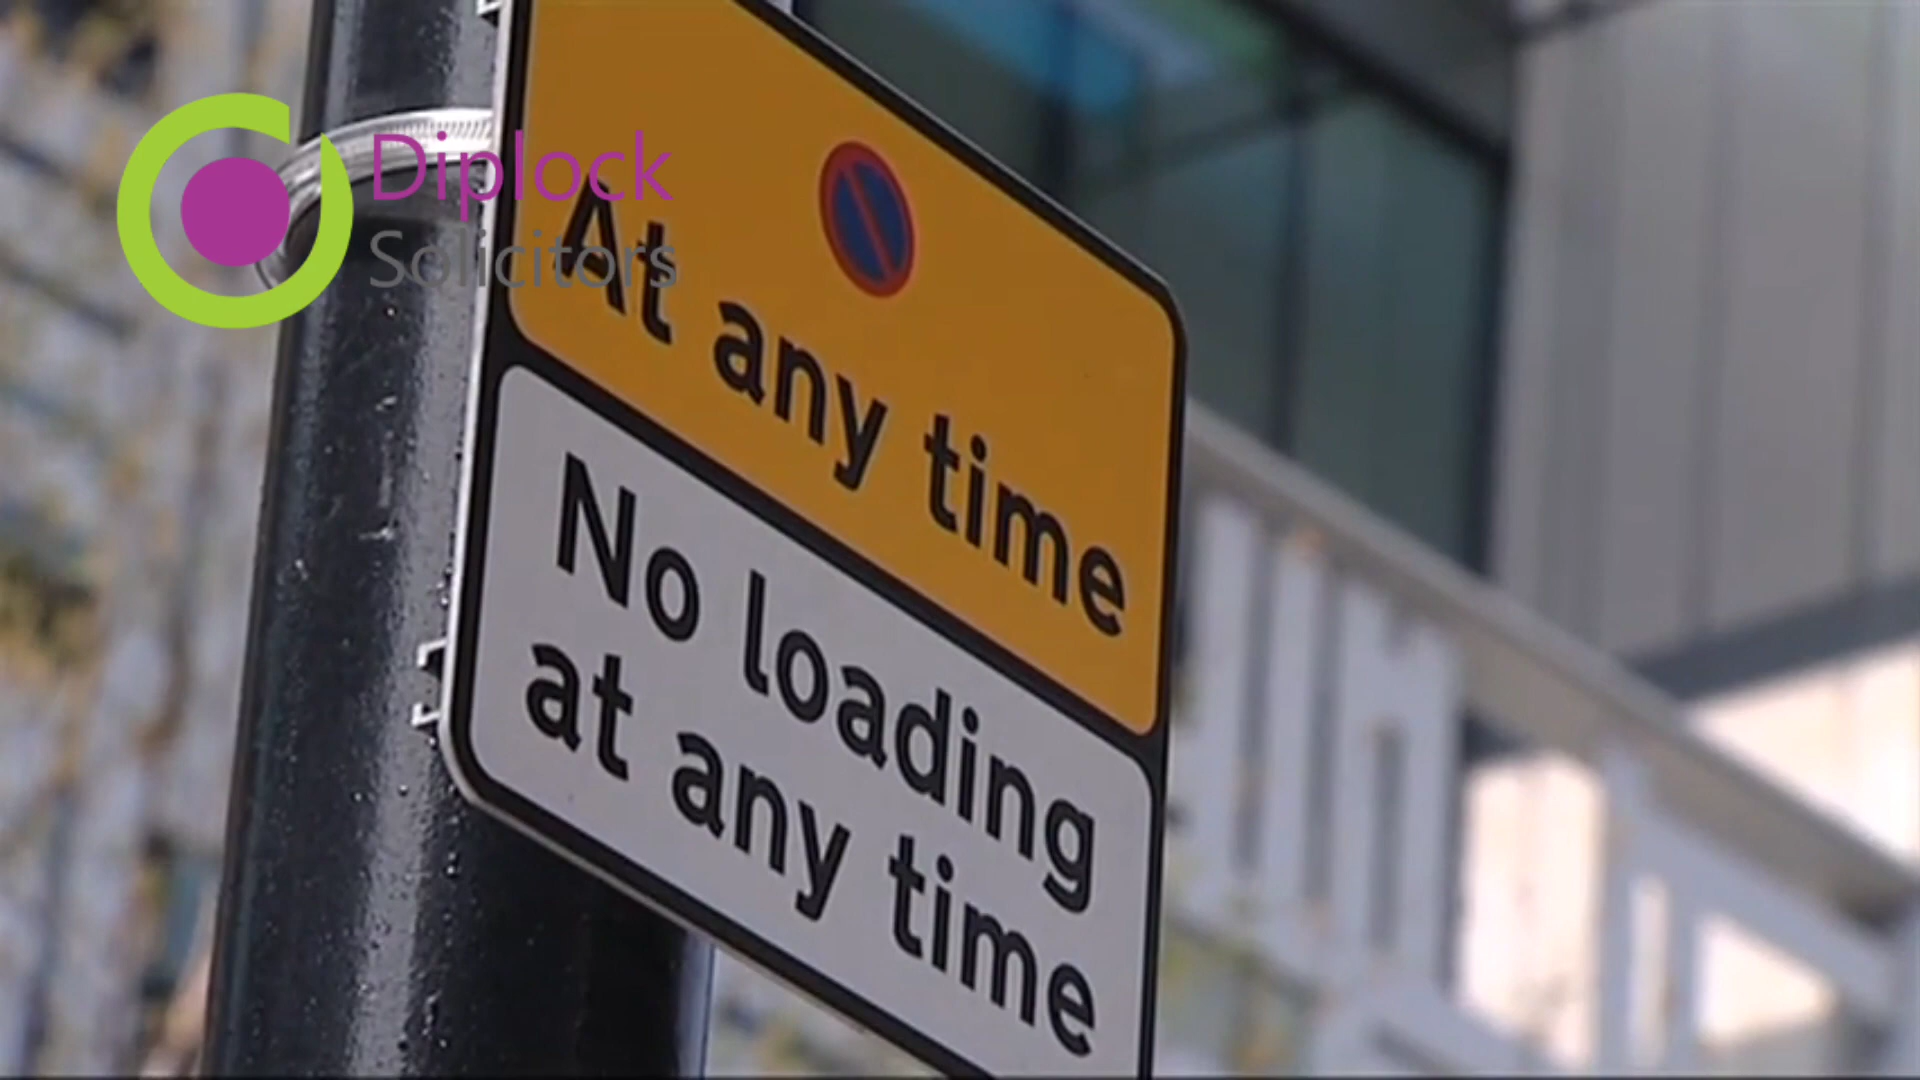 Diplock
Solicitors
At any time
No loading
at any time